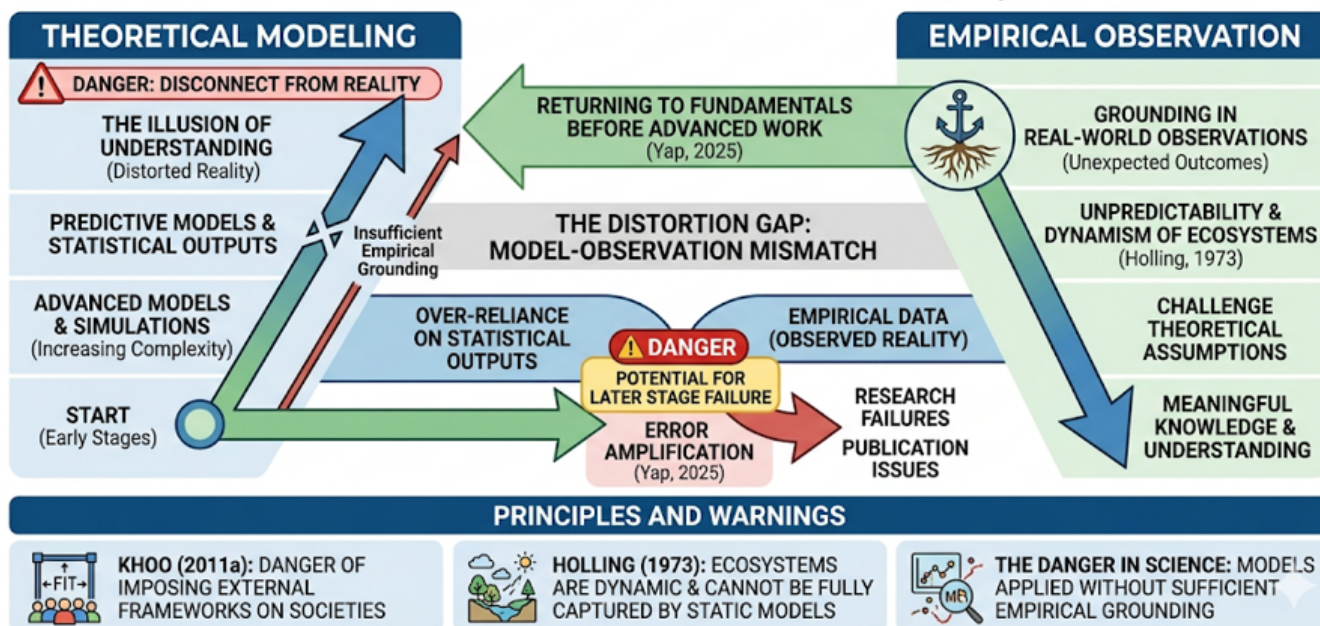 THEORETICAL MODELING
DANGER: DISCONNECT FROM REALITY
THE ILLUSION OF
UNDERSTANDING
(Distorted Reality)
PREDICTIVE MODELS &
STATISTICAL OUTPUTS
ADVANCED MODELS
& SIMULATIONS
(Increasing Complexity)
START
(Early Stages)
Insufficient
Empirical
Grounding
RETURNING TO FUNDAMENTALS
BEFORE ADVANCED WORK
(Yap, 2025)
THE DISTORTION GAP:
MODEL-OBSERVATION MISMATCH
OVER-RELIANCE
ON STATISTICAL
OUTPUTS
EMPIRICAL DATA
(OBSERVED REALITY)
DANGER
POTENTIAL FOR
LATER STAGE FAILURE
ERROR
AMPLIFICATION
(Yap, 2025)
RESEARCH
FAILURES
PUBLICATION
ISSUES
EMPIRICAL OBSERVATION
GROUNDING IN
REAL-WORLD OBSERVATIONS
(Unexpected Outcomes)
UNPREDICTABILITY &
DYNAMISM OF ECOSYSTEMS
(Holling, 1973)
CHALLENGE
THEORETICAL
ASSUMPTIONS
MEANINGFUL
KNOWLEDGE &
UNDERSTANDING
PRINCIPLES AND WARNINGS
FIT
KHOO (2011a): DANGER OF
IMPOSING EXTERNAL
FRAMEWORKS ON SOCIETIES
HOLLING (1973): ECOSYSTEMS
ARE DYNAMIC & CANNOT BE FULLY
CAPTURED BY STATIC MODELS
THE DANGER IN SCIENCE: MODELS
APPLIED WITHOUT SUFFICIENT
EMPIRICAL GROUNDING